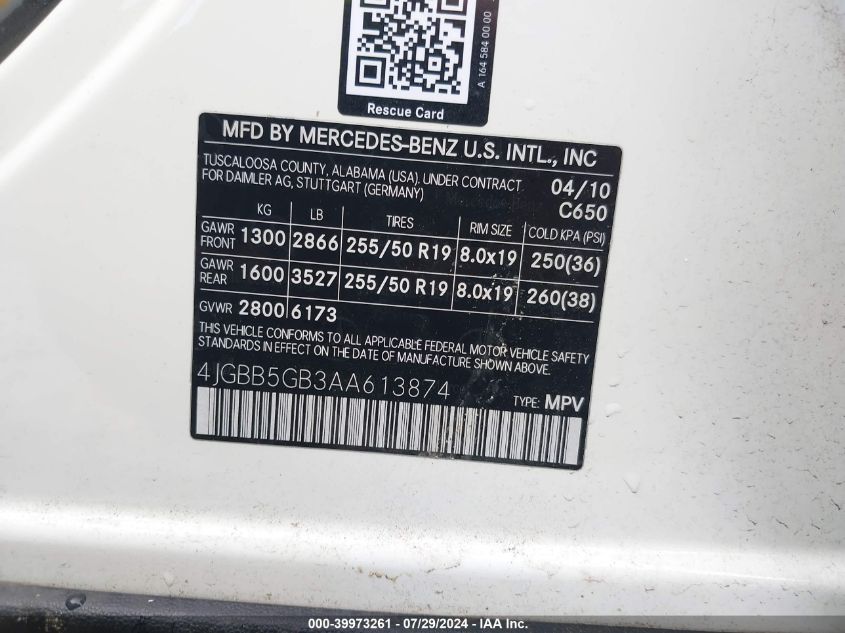 A 164 584 00 00
Rescue Card
MFD BY MERCEDES-BENZ U.S. INTL., INC
TUSCALOOSA COUNTY, ALABAMA (USA). UNDER CONTRACT 04/10
FOR DAIMLER AG, STUTTGART (GERMANY) C650
KG LB TIRES RIM SIZE COLD KPA (PSI)
GAWR FRONT 1300 2866 255/50 R19 8.0x19 250(36)
GAWR REAR 1600 3527 255/50 R19 8.0x19 260(38)
GVWR 2800 6173
THIS VEHICLE CONFORMS TO ALL APPLICABLE FEDERAL MOTOR VEHICLE SAFETY
STANDARDS IN EFFECT ON THE DATE OF MANUFACTURE SHOWN ABOVE.
4JGBB5GB3AA613874 TYPE: MPV
000-39973261 - 07/29/2024 - IAA Inc.